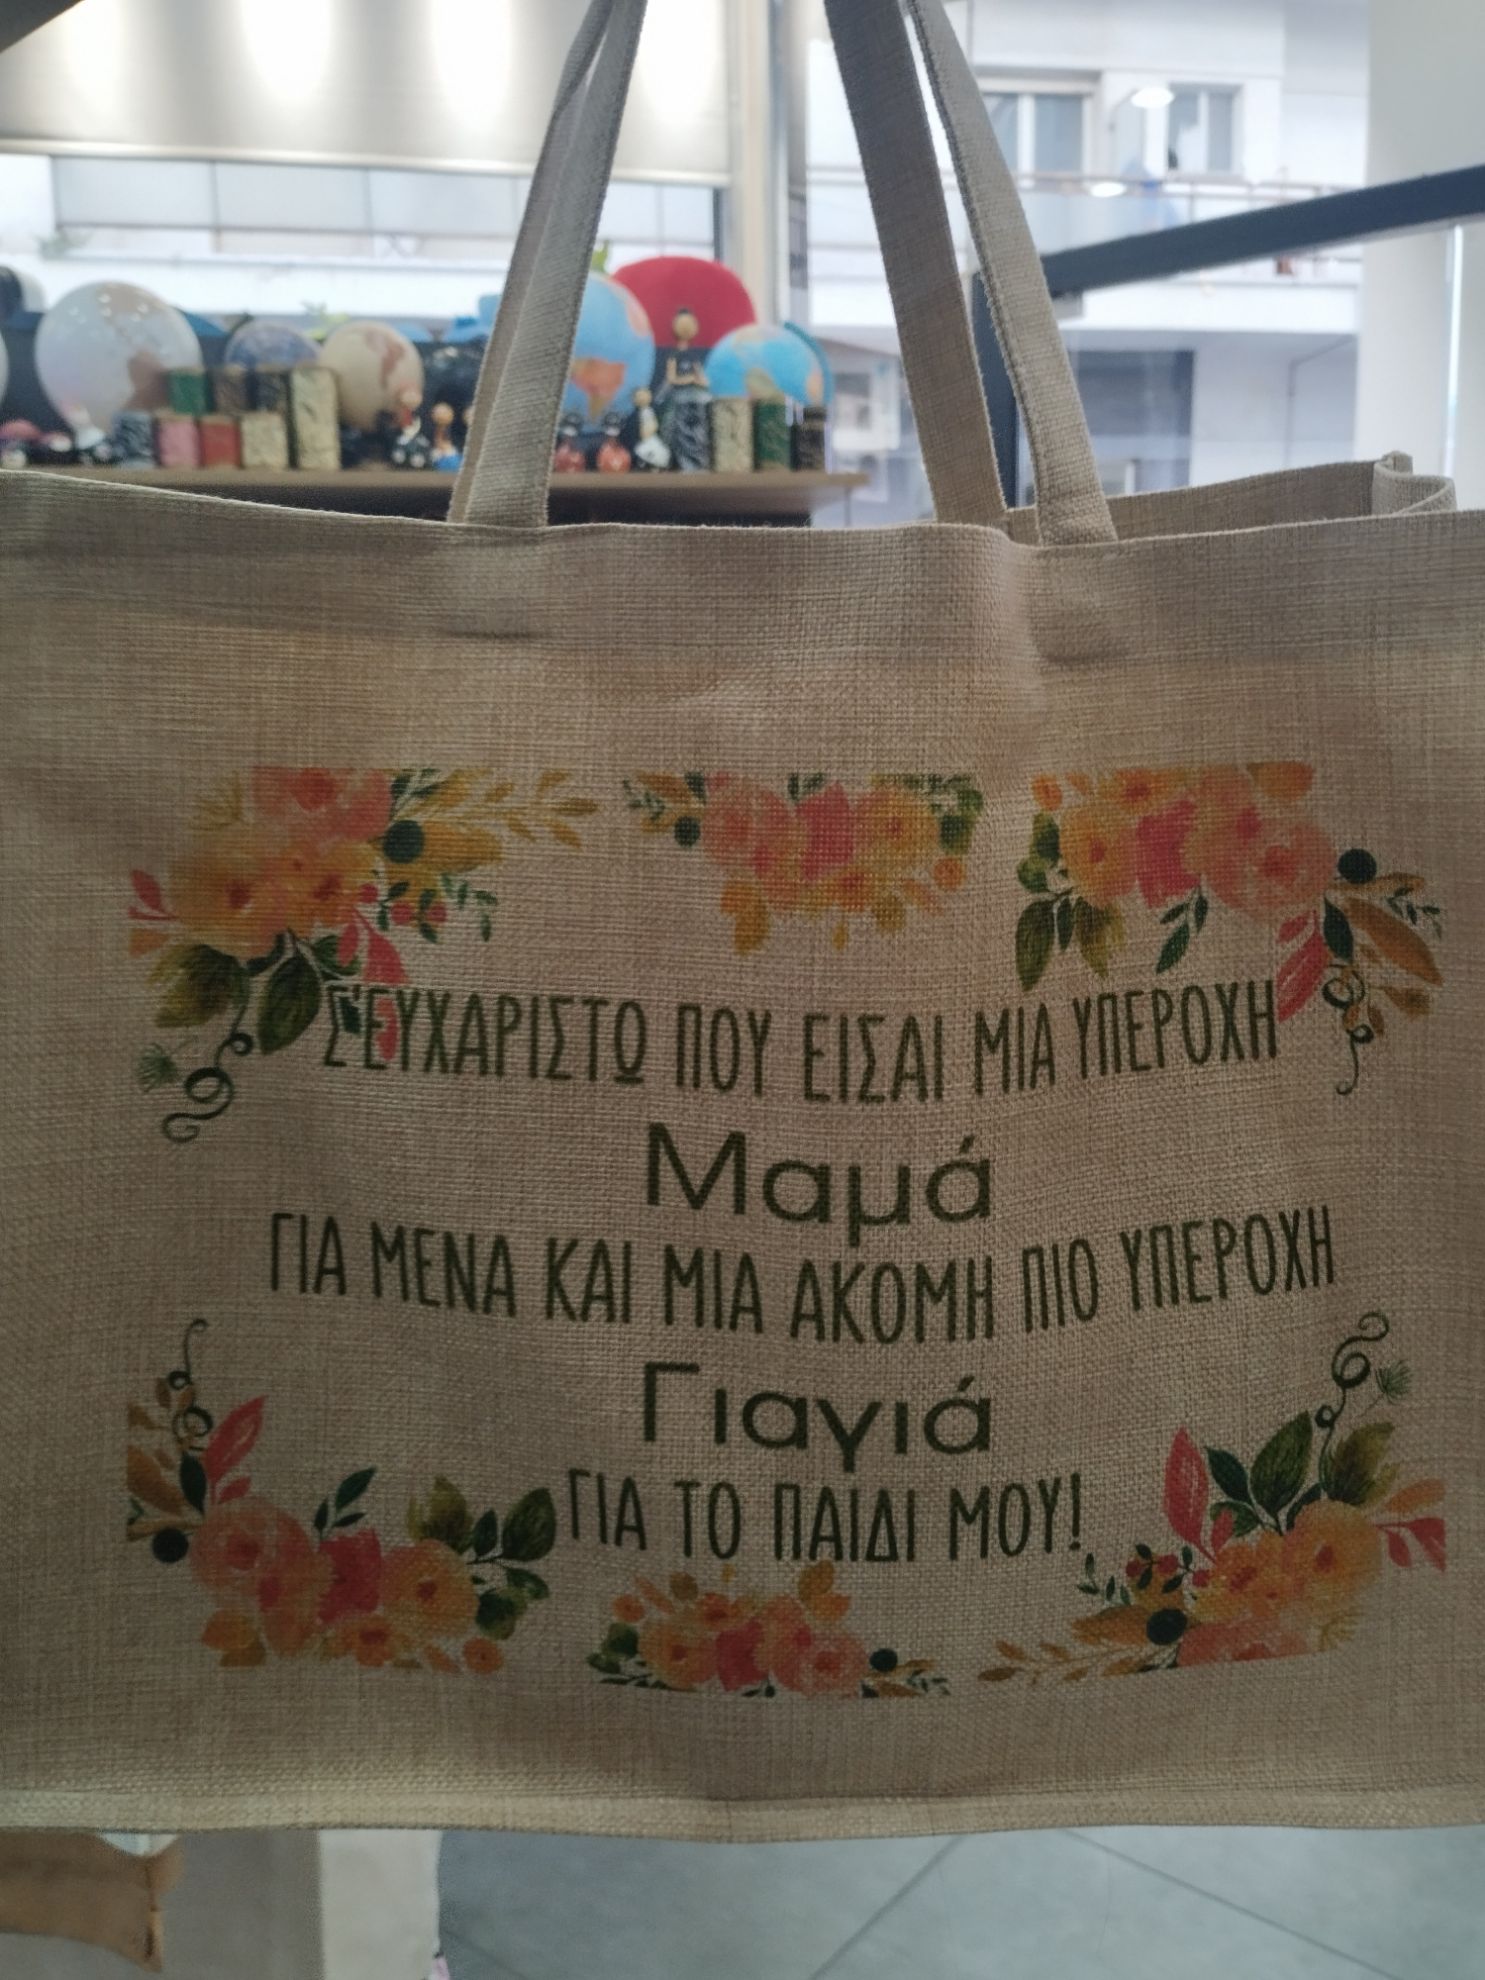 Σ'ΕΥΧΑΡΙΣΤΩ ΠΟΥ ΕΙΣΑΙ ΜΙΑ ΥΠΕΡΟΧΗ
Μαμά
ΓΙΑ ΜΕΝΑ ΚΑΙ ΜΙΑ ΑΚΟΜΗ ΠΙΟ ΥΠΕΡΟΧΗ
Γιαγιά
ΓΙΑ ΤΟ ΠΑΙΔΙ ΜΟΥ!